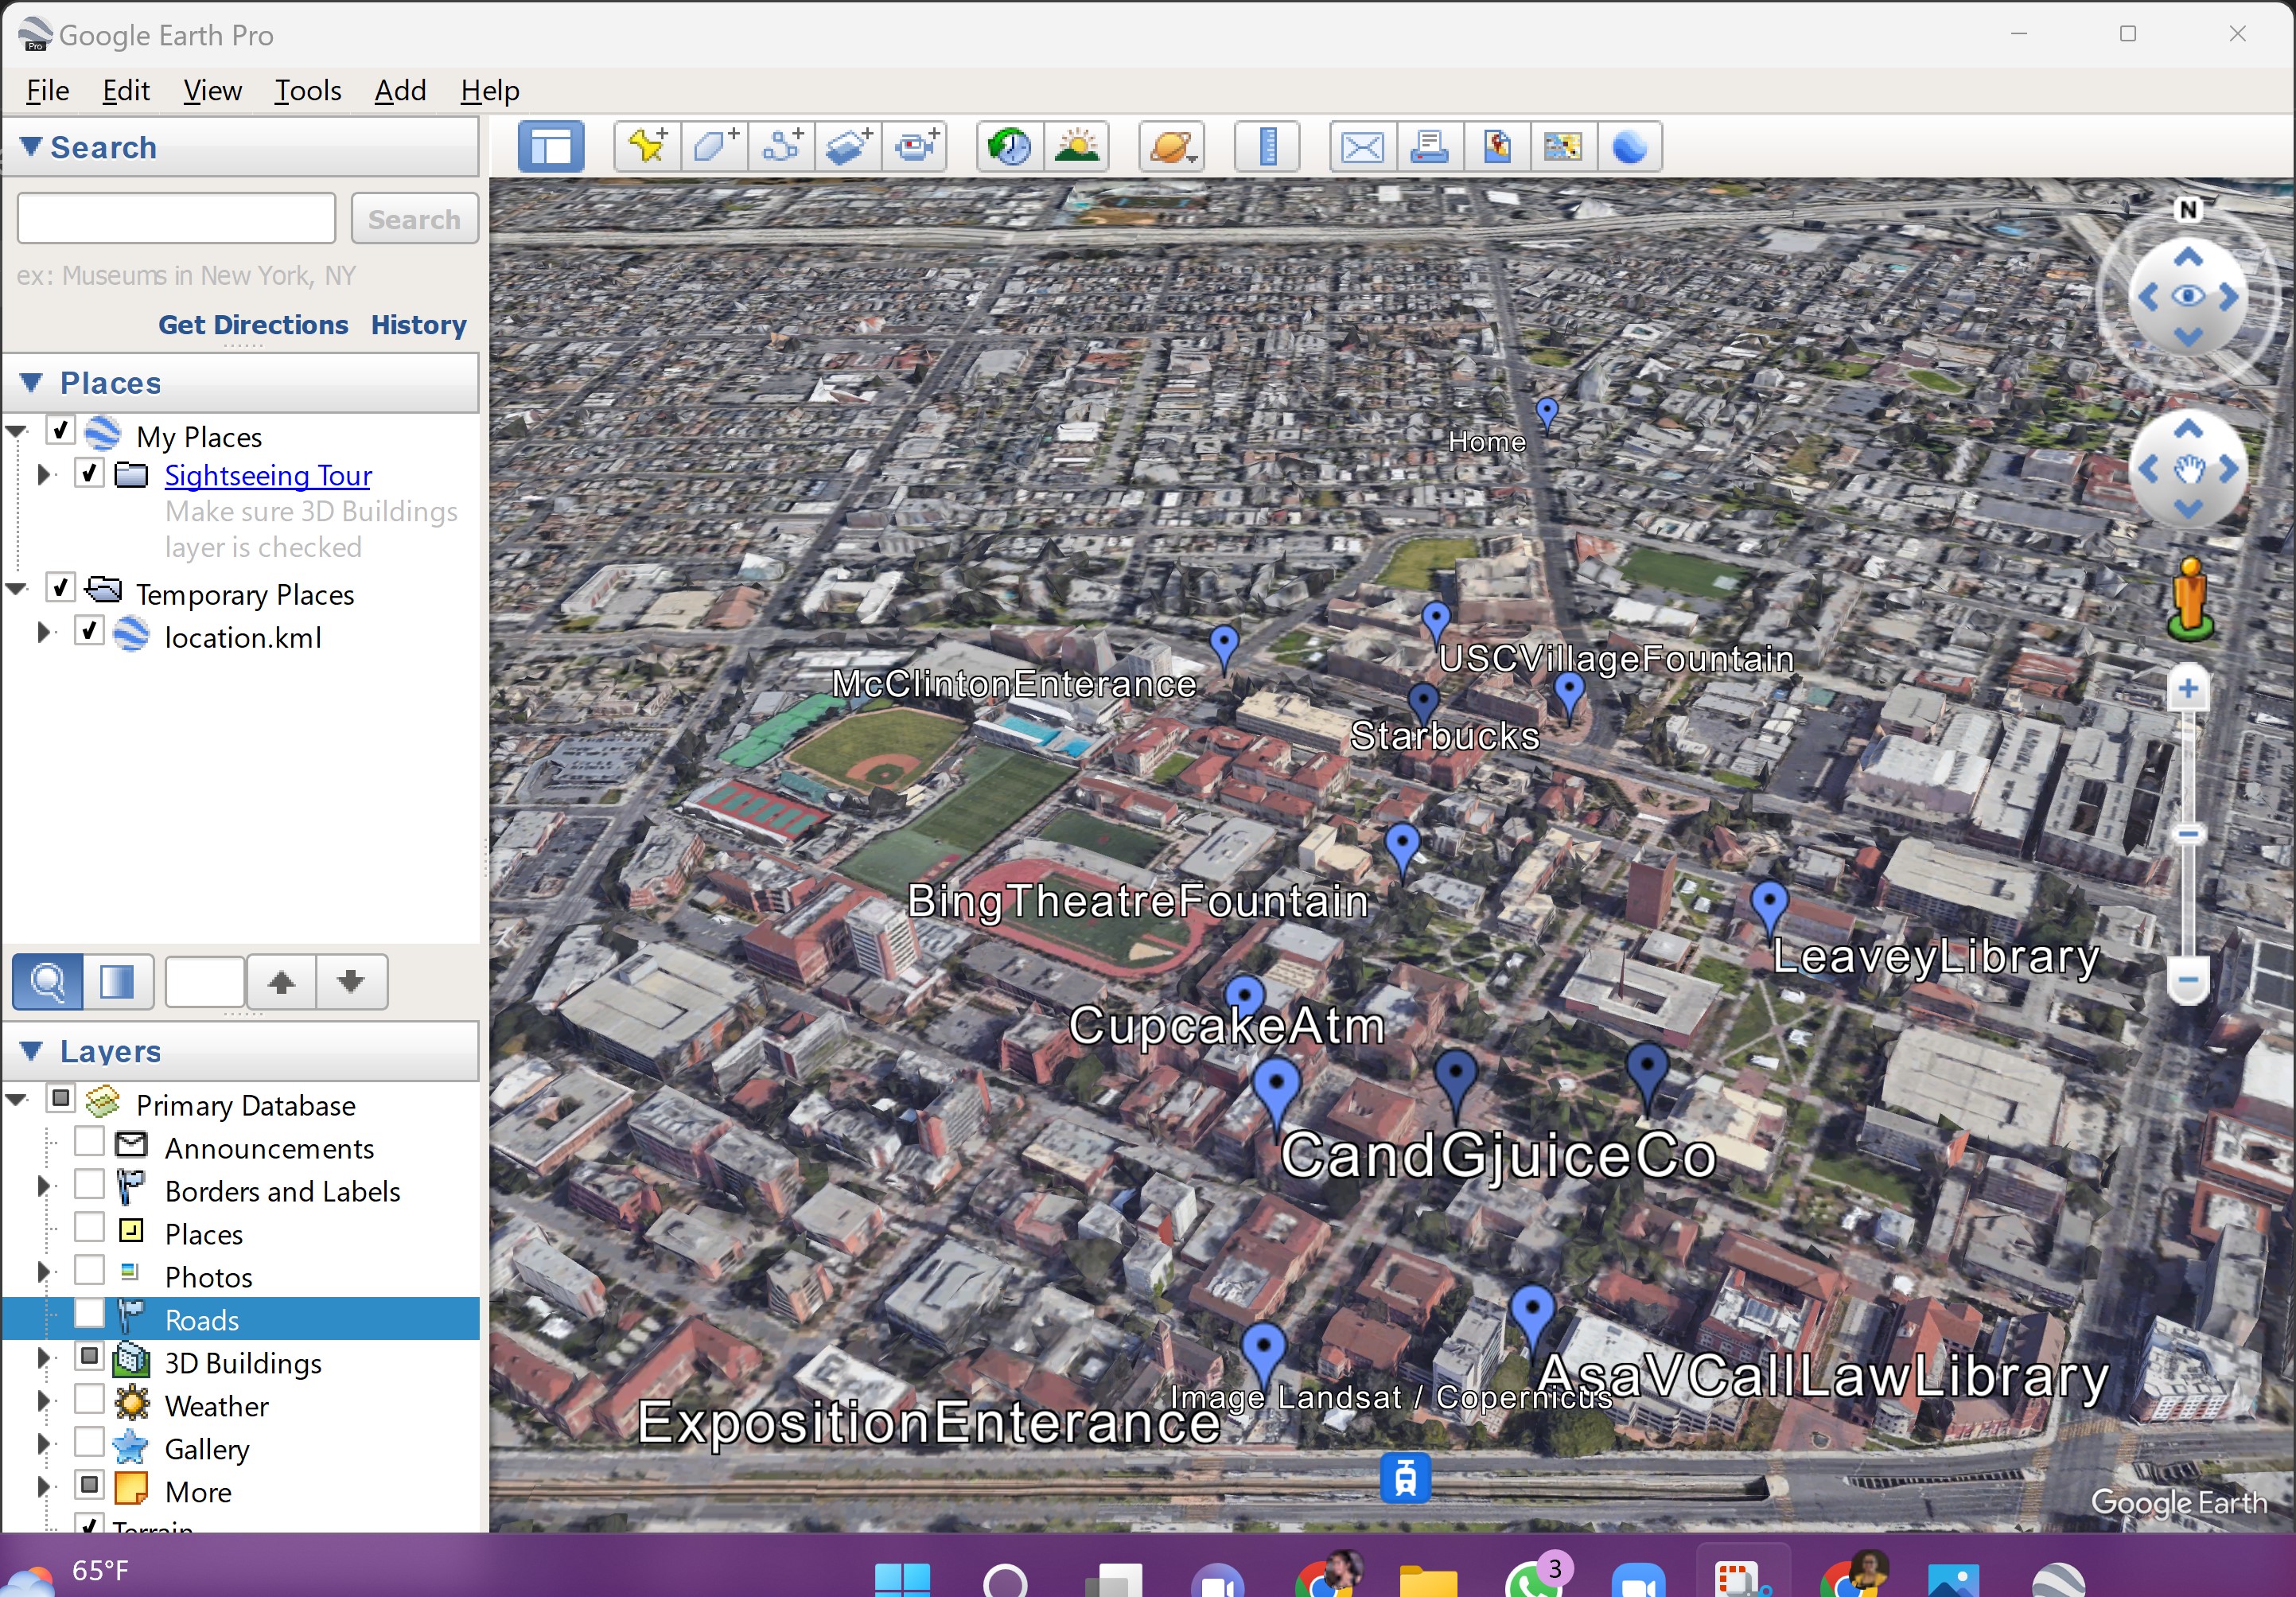 Google Earth Pro
File Edit View Tools Add Help
Search
Search
ex: Museums in New York, NY
Get Directions History
Places
My Places
Sightseeing Tour
Make sure 3D Buildings
layer is checked
Temporary Places
location.kml
Layers
Primary Database
Announcements
Borders and Labels
Places
Photos
Roads
3D Buildings
Weather
Gallery
More
Terrain
N
Home
USCVillageFountain
McClintonEnterance
Starbucks
BingTheatreFountain
LeaveyLibrary
CupcakeAtm
CandGjuiceCo
AsaVCallLawLibrary
Image Landsat / Copernicus
ExpositionEnterance
Google Earth
65°F
3